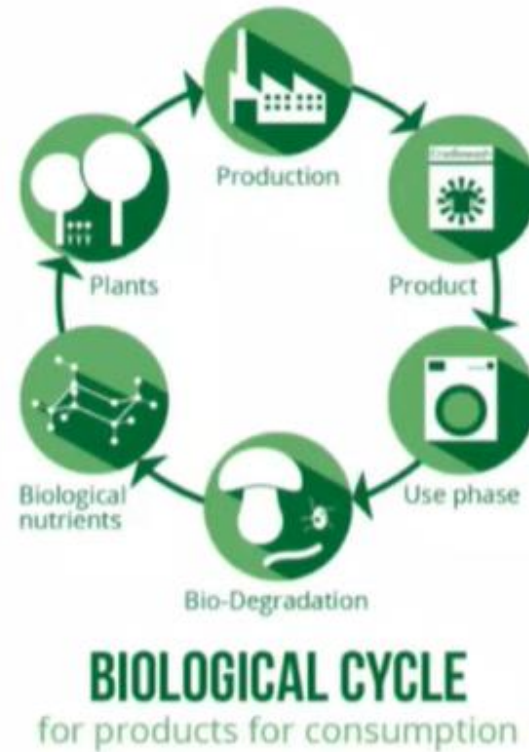 Production
Plants
Product
Biological
nutrients
Use phase
Bio-Degradation
BIOLOGICAL CYCLE
for products for consumption